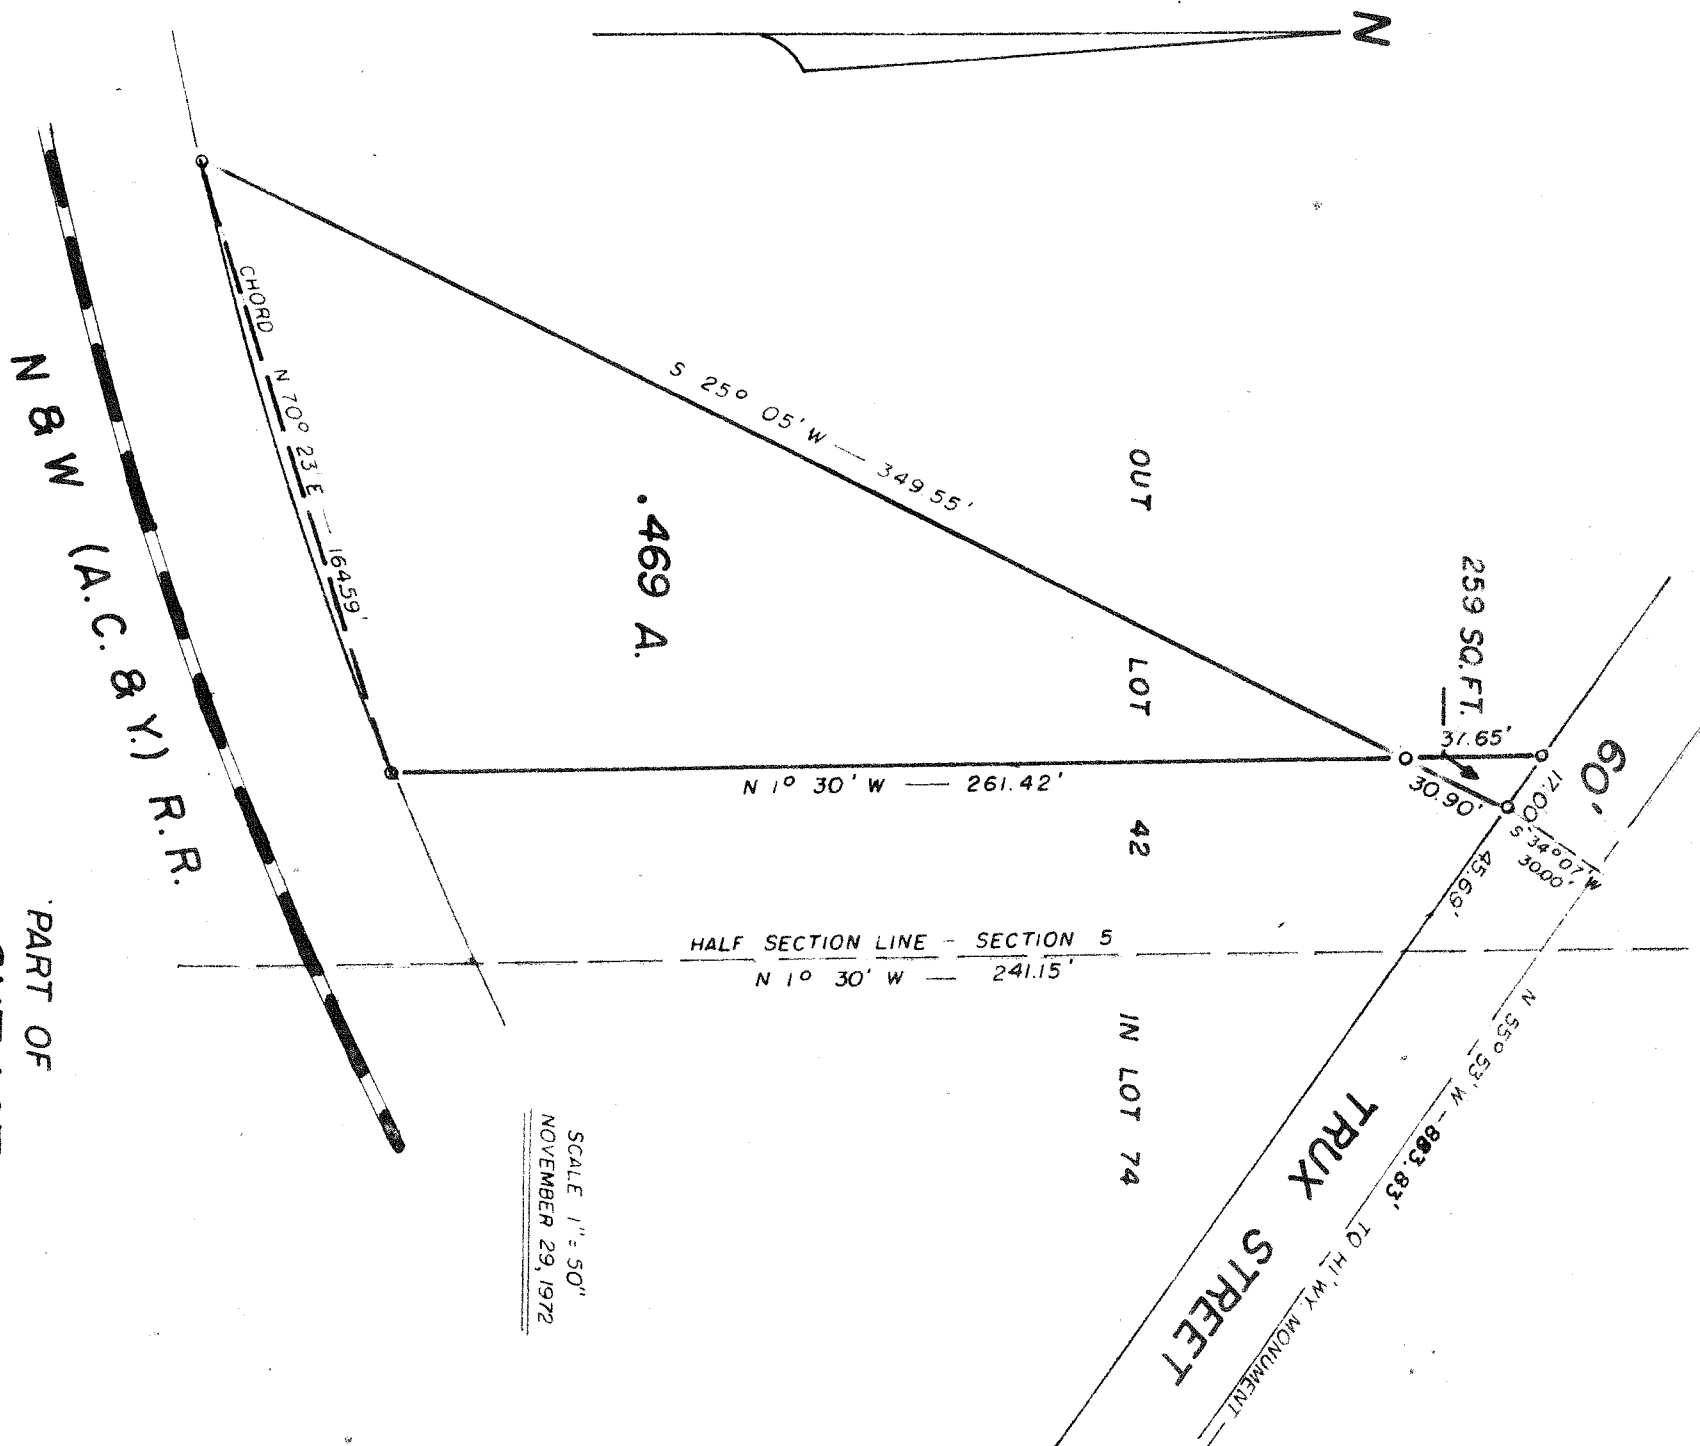 N
60'
17.00'
S 34° 07' W
30.00'
259 SQ. FT.
37.65'
30.90'
45.69'
N 55° 53' W - 883.83' TO HI'WY. MONUMENT
TRUX STREET
OUT LOT 42
IN LOT 74
S 25° 05' W — 349.55'
N 1° 30' W — 261.42'
HALF SECTION LINE - SECTION 5
N 1° 30' W — 241.15'
.469 A.
CHORD N 70° 23' E — 164.59'
N & W (A.C. & Y.) R.R.
SCALE 1" = 50"
NOVEMBER 29, 1972
PART OF